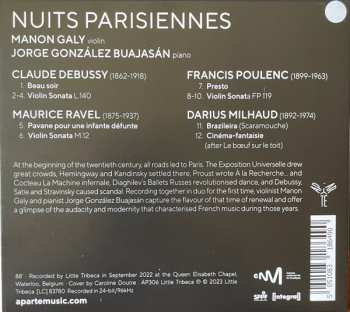 NUITS PARISIENNES
MANON GALY violin
JORGE GONZÁLEZ BUAJASÁN piano
CLAUDE DEBUSSY (1862-1918)
1. Beau soir
2-4. Violin Sonata L.140
MAURICE RAVEL (1875-1937)
5. Pavane pour une infante défunte
6. Violin Sonata M.12
FRANCIS POULENC (1899-1963)
7. Presto
8-10. Violin Sonata FP 119
DARIUS MILHAUD (1892-1974)
11. Brazileira (Scaramouche)
12. Cinéma-fantaisie
(after Le bœuf sur le toit)
At the beginning of the twentieth century, all roads led to Paris. The Exposition Universelle drew
great crowds, Hemingway and Kandinsky settled there; Proust wrote À la Recherche... and
Cocteau La Machine infernale, Diaghilev's Ballets Russes revolutionised dance, and Debussy,
Satie and Stravinsky caused scandal. Recording together in duo for the first time, violinist Manon
Galy and pianist Jorge González Buajasán capture the flavour of that time of renewal and offer
a glimpse of the audacity and modernity that characterised French music during those years.
88' · Recorded by Little Tribeca in September 2022 at the Queen Elisabeth Chapel,
Waterloo, Belgium · Cover by Caroline Doutre · AP306 Little Tribeca ℗ © 2023 Little
Tribeca [LC] 83780 · Recorded in 24-bit/96kHz
apartemusic.com
[integral]